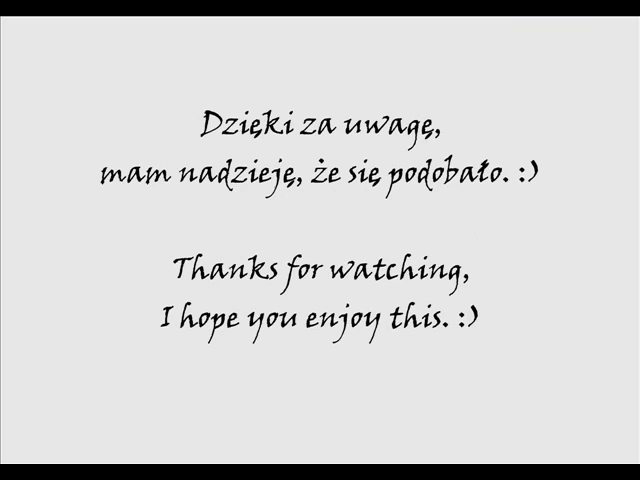 Dzięki za uwagę,
mam nadzieję, że się podobało. :)
Thanks for watching,
I hope you enjoy this. :)